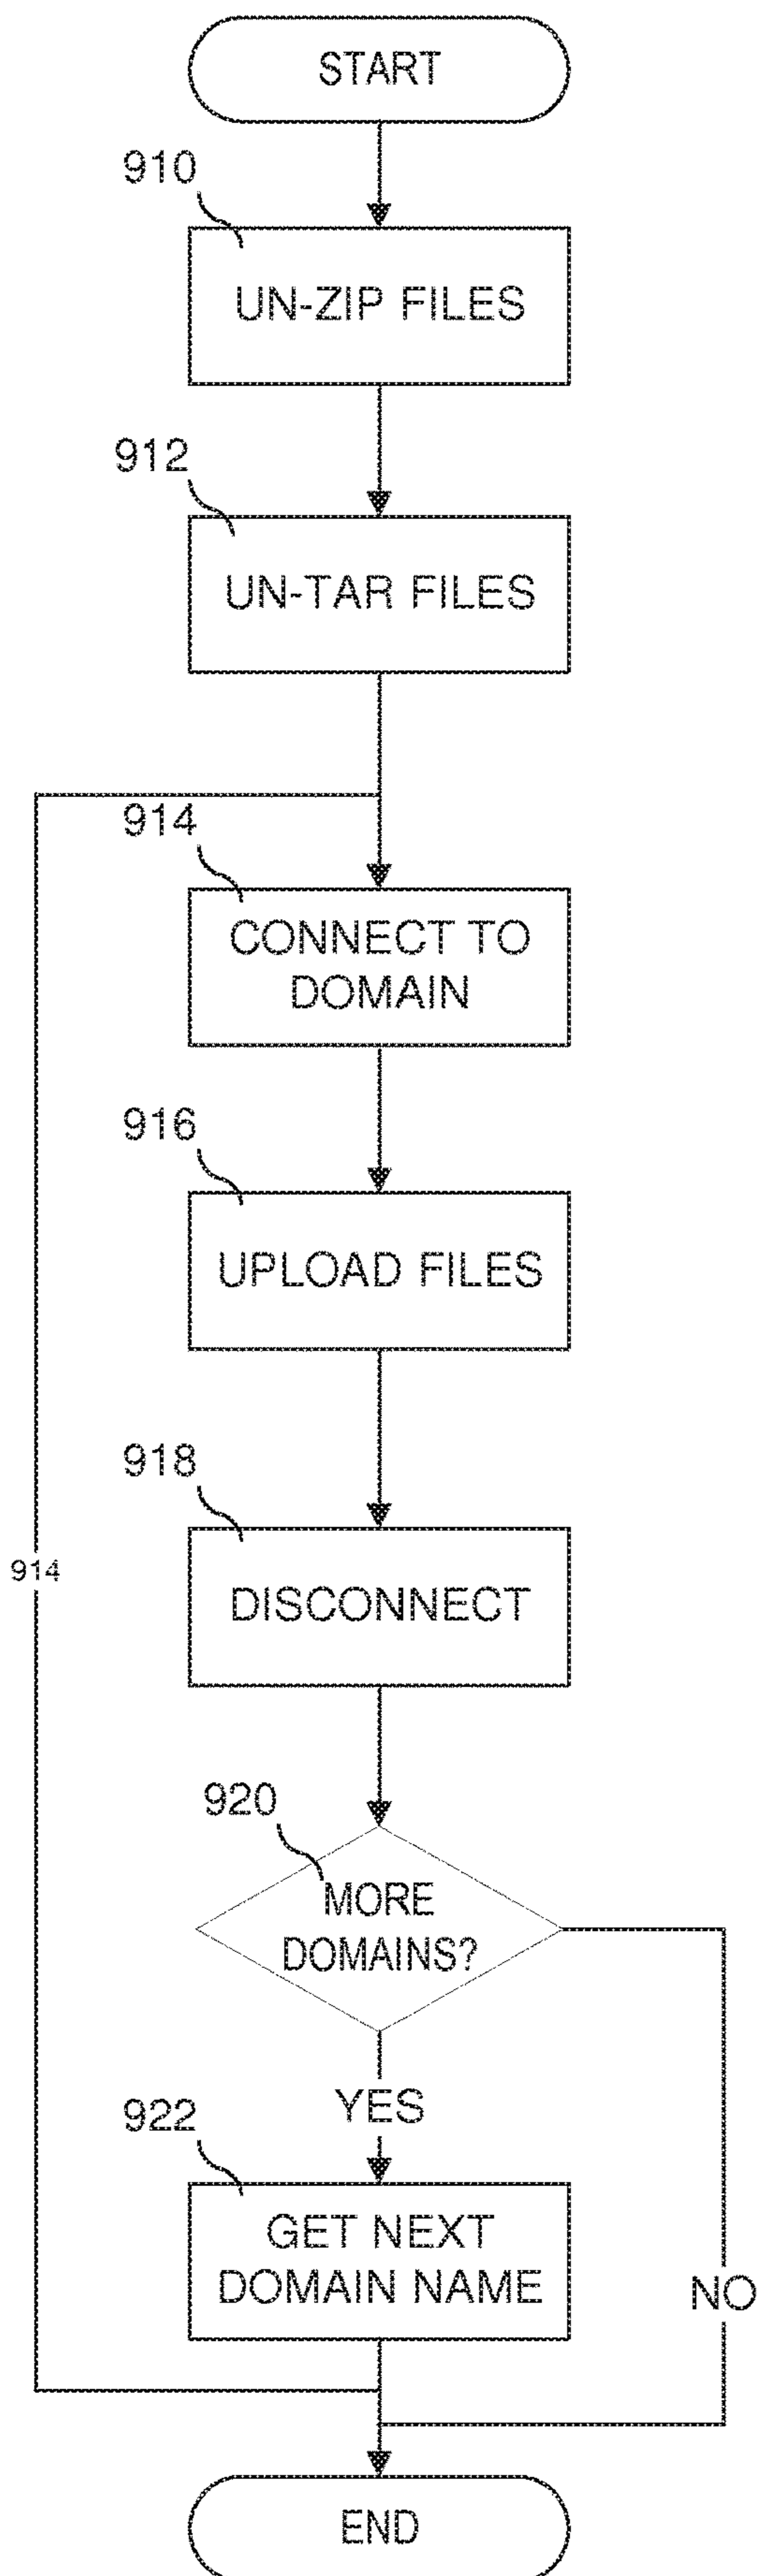 START
910
UN-ZIP FILES
912
UN-TAR FILES
914
CONNECT TO
DOMAIN
916
UPLOAD FILES
918
914
DISCONNECT
920
MORE
DOMAINS?
YES
922
GET NEXT
DOMAIN NAME
NO
END